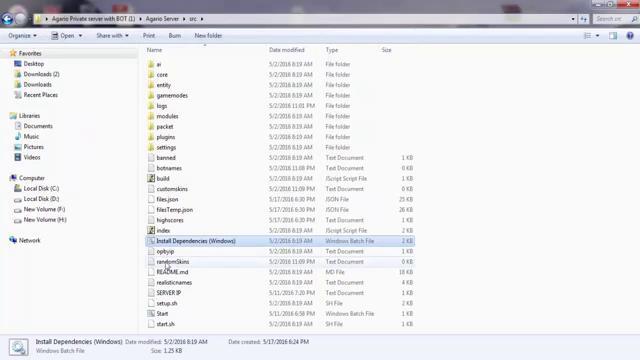 Agario Private server with BOT (1) Agario Server src Search src
Organize Open Share with Print Burn New folder
Name Date modified Type Size
Favorites
Desktop
Downloads (2)
Downloads
Recent Places
Libraries
Documents
Music
Pictures
Videos
Computer
Local Disk (C:)
Local Disk (D:)
New Volume (F:)
New Volume (H:)
Network
ai 5/2/2016 8:19 AM File folder
core 5/2/2016 8:19 AM File folder
entity 5/2/2016 8:19 AM File folder
gamemodes 5/2/2016 8:19 AM File folder
logs 5/2/2016 11:01 PM File folder
modules 5/2/2016 8:19 AM File folder
packet 5/2/2016 8:19 AM File folder
plugins 5/2/2016 8:19 AM File folder
settings 5/2/2016 8:19 AM File folder
banned 5/2/2016 8:19 AM Text Document 1 KB
botnames 5/2/2016 11:08 PM Text Document 0 KB
build 5/2/2016 8:19 AM JScript Script File 1 KB
customskins 5/2/2016 11:09 PM Text Document 0 KB
files.json 5/17/2016 6:30 PM JSON File 25 KB
filesTemp.json 5/17/2016 6:30 PM JSON File 26 KB
highscores 5/2/2016 8:19 AM Text Document 1 KB
index 5/2/2016 8:19 AM JScript Script File 2 KB
Install Dependencies (Windows) 5/2/2016 8:19 AM Windows Batch File 2 KB
opbyip 5/2/2016 8:19 AM Text Document 1 KB
randomSkins 5/2/2016 11:09 PM Text Document 0 KB
README.md 5/2/2016 8:19 AM MD File 18 KB
realisticnames 5/2/2016 8:19 AM Text Document 2 KB
SERVER IP 5/11/2016 7:20 PM Text Document 1 KB
setup.sh 5/2/2016 8:19 AM SH File 2 KB
Start 5/11/2016 6:58 PM Windows Batch File 1 KB
start.sh 5/2/2016 8:19 AM SH File 1 KB
Install Dependencies (Windows) Date modified: 5/2/2016 8:19 AM Date created: 5/17/2016 6:24 PM
Windows Batch File Size: 1.25 KB